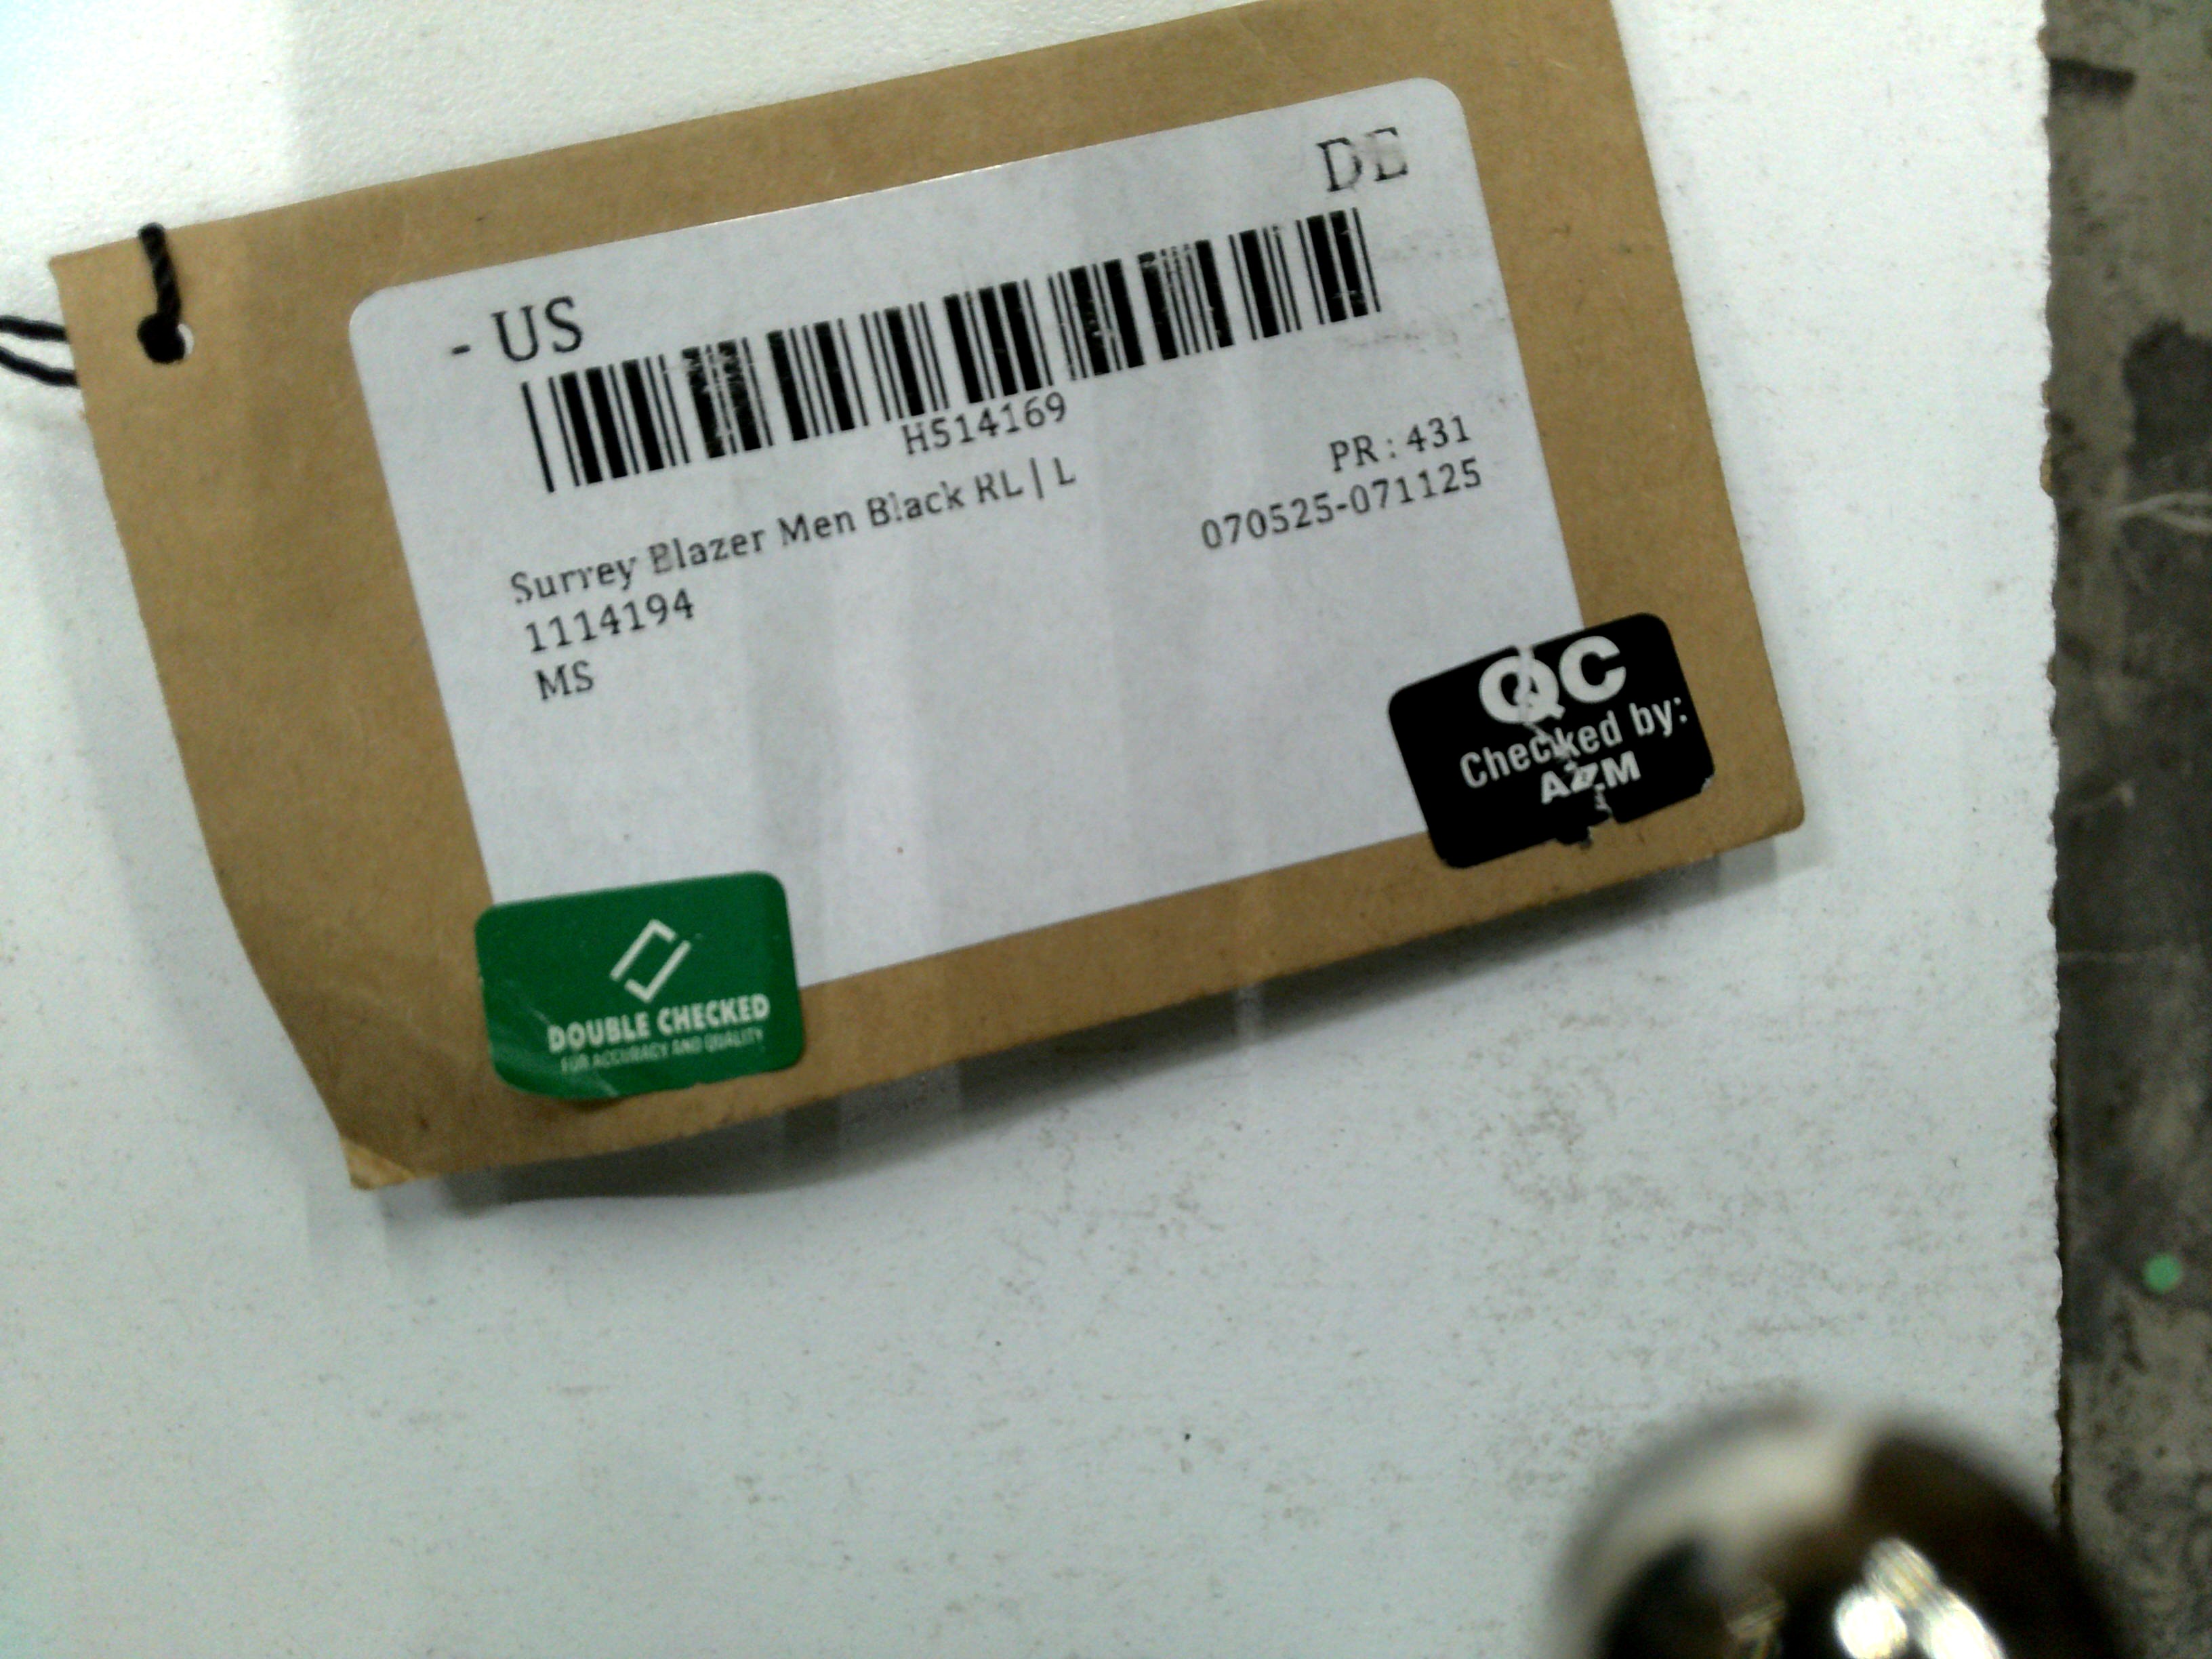 - US
DE
H514169
Surrey Blazer Men Black RL | L
PR : 431
1114194
070525-071125
MS
QC
Checked by:
AZM
DOUBLE CHECKED
FOR ACCURACY AND QUALITY